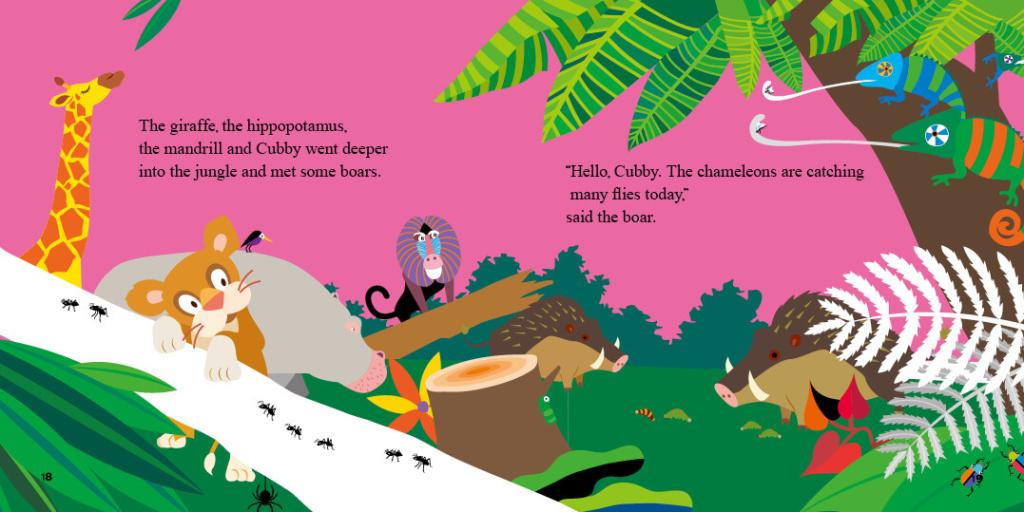 The giraffe, the hippopotamus,
the mandrill and Cubby went deeper
into the jungle and met some boars.
"Hello, Cubby. The chameleons are catching
many flies today,"
said the boar.
18